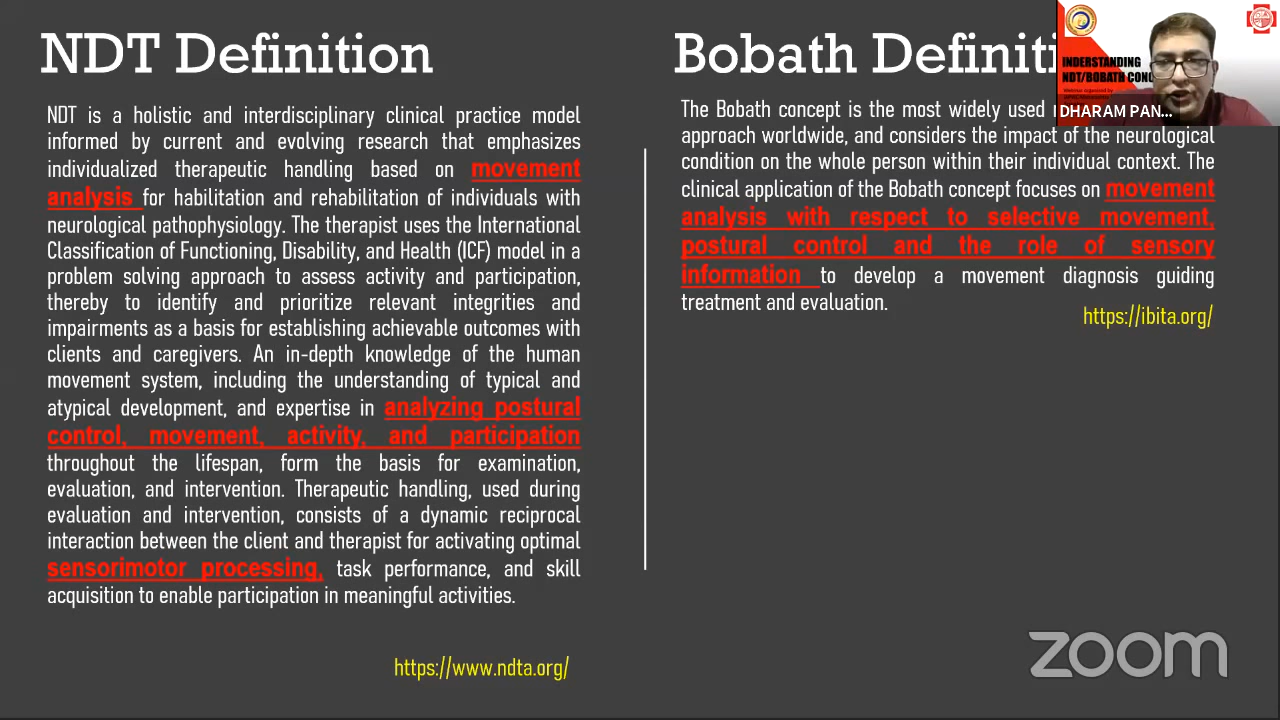 NDT Definition
NDT is a holistic and interdisciplinary clinical practice model
informed by current and evolving research that emphasizes
individualized therapeutic handling based on movement
analysis for habilitation and rehabilitation of individuals with
neurological pathophysiology. The therapist uses the International
Classification of Functioning, Disability, and Health (ICF) model in a
problem solving approach to assess activity and participation,
thereby to identify and prioritize relevant integrities and
impairments as a basis for establishing achievable outcomes with
clients and caregivers. An in-depth knowledge of the human
movement system, including the understanding of typical and
atypical development, and expertise in analyzing postural
control, movement, activity, and participation
throughout the lifespan, form the basis for examination,
evaluation, and intervention. Therapeutic handling, used during
evaluation and intervention, consists of a dynamic reciprocal
interaction between the client and therapist for activating optimal
sensorimotor processing, task performance, and skill
acquisition to enable participation in meaningful activities.
https://www.ndta.org/
Bobath Definiti
The Bobath concept is the most widely used
approach worldwide, and considers the impact of the neurological
condition on the whole person within their individual context. The
clinical application of the Bobath concept focuses on movement
analysis with respect to selective movement,
postural control and the role of sensory
information to develop a movement diagnosis guiding
treatment and evaluation.
https://ibita.org/
NDERSTANDING
NDT/BOBATH CON
DHARAM PAN...
zoom